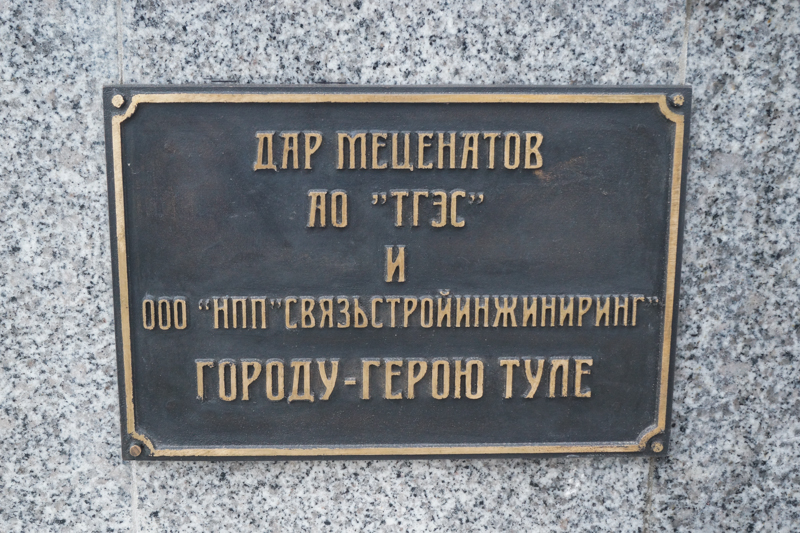 ДАР МЕЦЕНАТОВ
АО "ТГЭС"
И
ООО "НПП"СВЯЗЬСТРОЙИНЖИНИРИНГ"
ГОРОДУ-ГЕРОЮ ТУЛЕ